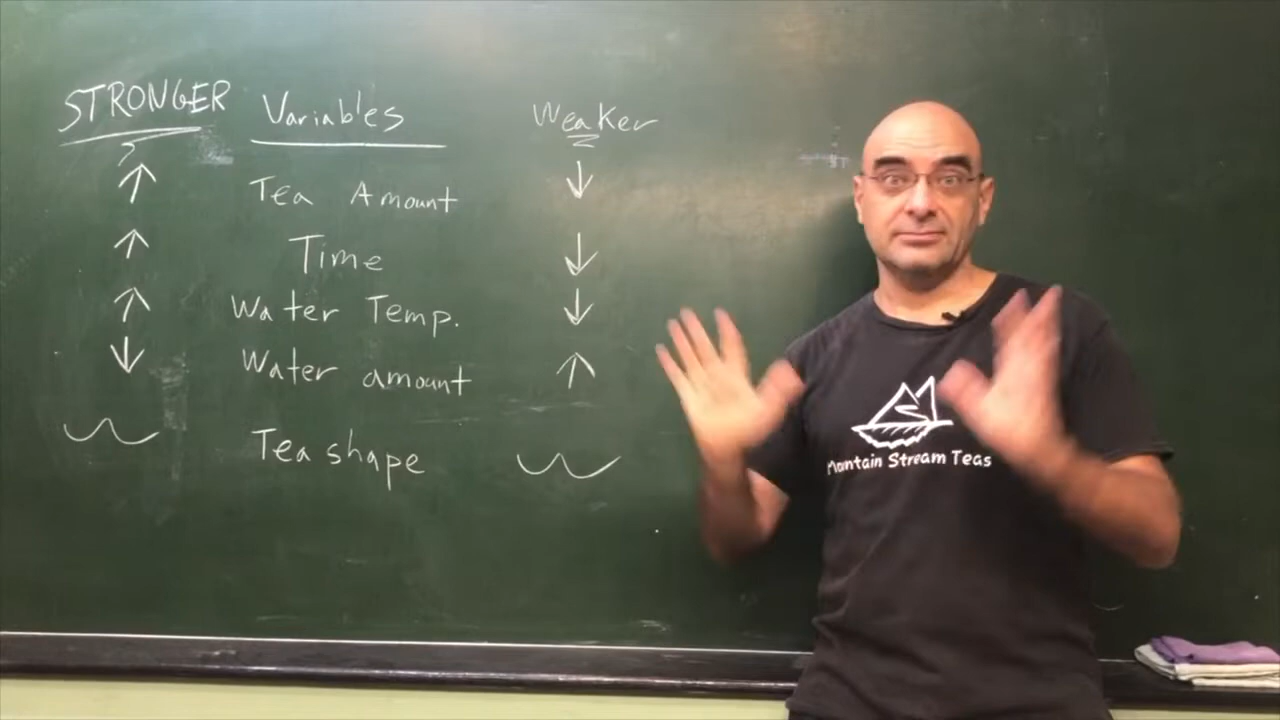 STRONGER Variables Weaker
↑ Tea Amount ↓
↑ Time ↓
↑ Water Temp. ↓
↓ Water amount ↑
Tea shape
Mountain Stream Teas